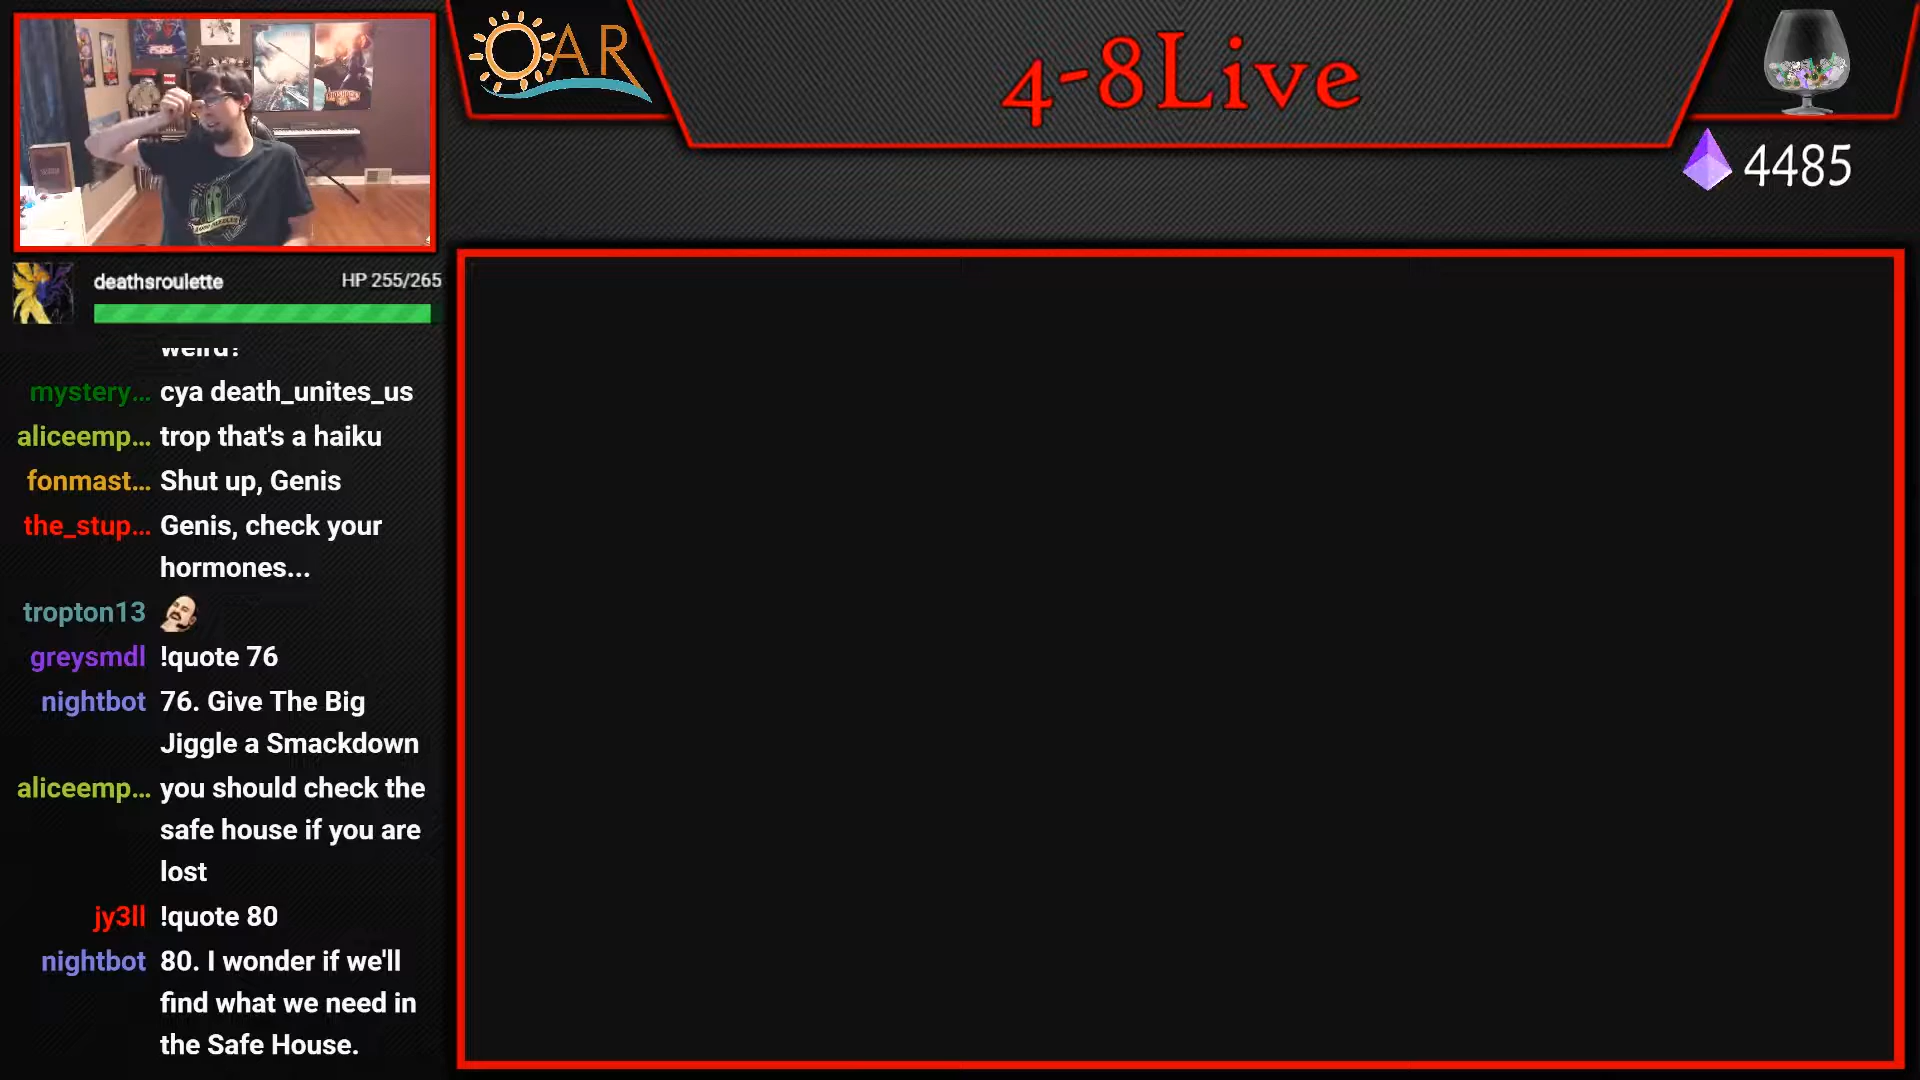 OAR
4-8Live
4485
deathsroulette HP 255/265
weird?
mystery... cya death_unites_us
aliceemp... trop that's a haiku
fonmast... Shut up, Genis
the_stup... Genis, check your
hormones...
tropton13
greysmdl !quote 76
nightbot 76. Give The Big
Jiggle a Smackdown
aliceemp... you should check the
safe house if you are
lost
jy3ll !quote 80
nightbot 80. I wonder if we'll
find what we need in
the Safe House.